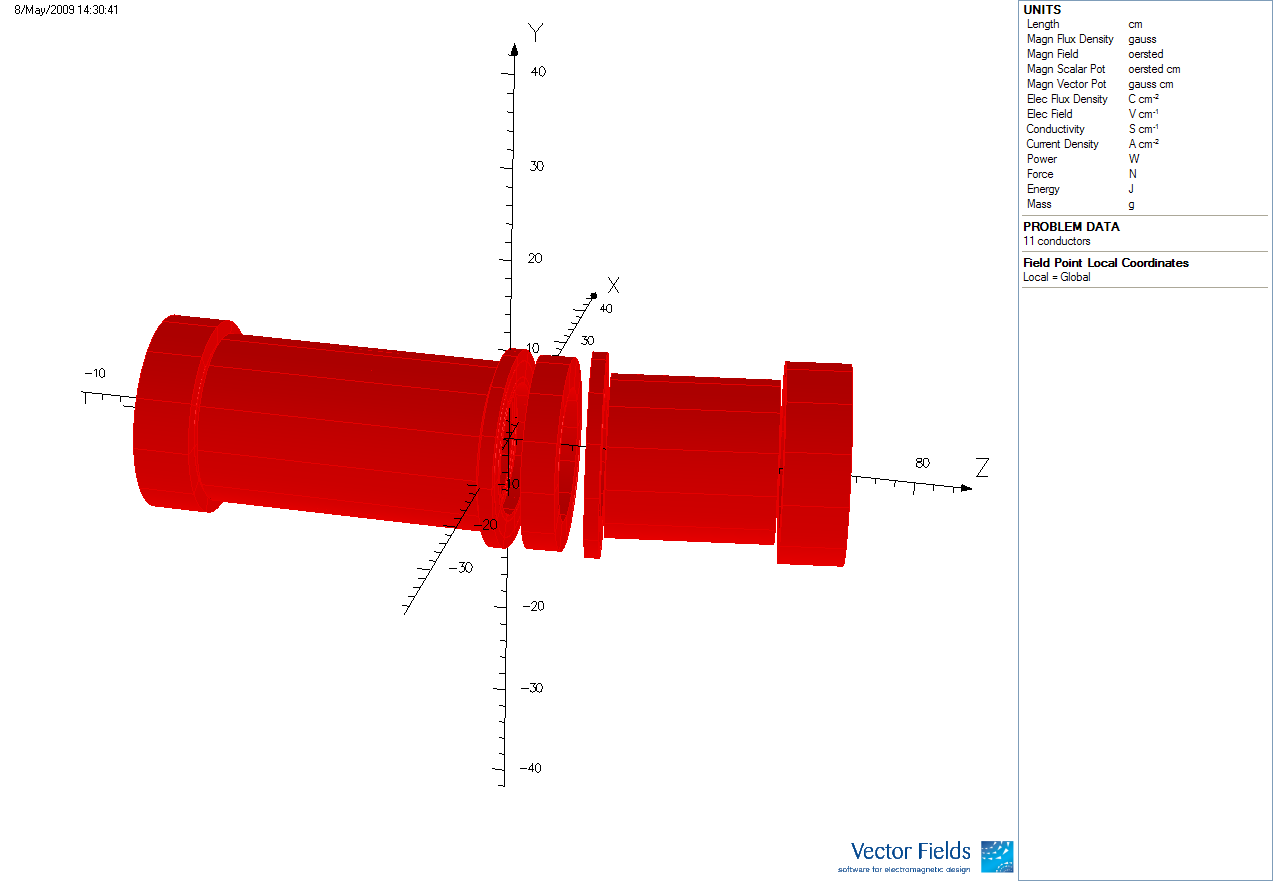 8/May/2009 14:30:41
Y
40
30
20
10
X
40
30
-10
-10
-20
-30
-20
-30
-40
80
Z
UNITS
Length cm
Magn Flux Density gauss
Magn Field oersted
Magn Scalar Pot oersted cm
Magn Vector Pot gauss cm
Elec Flux Density C cm⁻²
Elec Field V cm⁻¹
Conductivity S cm⁻¹
Current Density A cm⁻²
Power W
Force N
Energy J
Mass g
PROBLEM DATA
11 conductors
Field Point Local Coordinates
Local = Global
Vector Fields
software for electromagnetic design